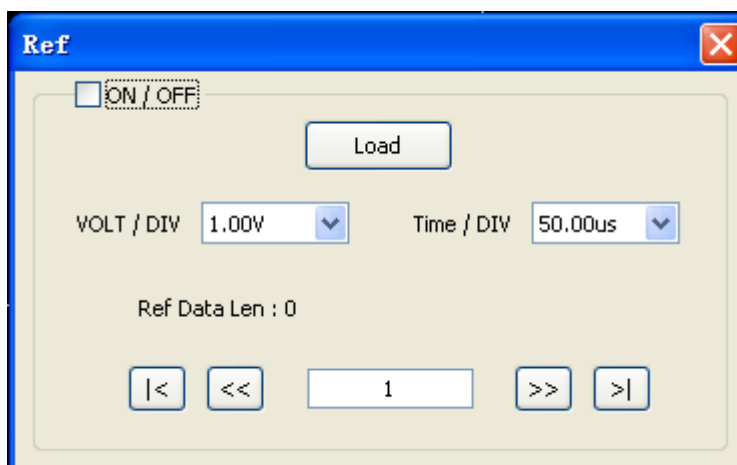 Ref
ON / OFF
Load
VOLT / DIV 1.00V Time / DIV 50.00us
Ref Data Len : 0
|< << 1 >> >|